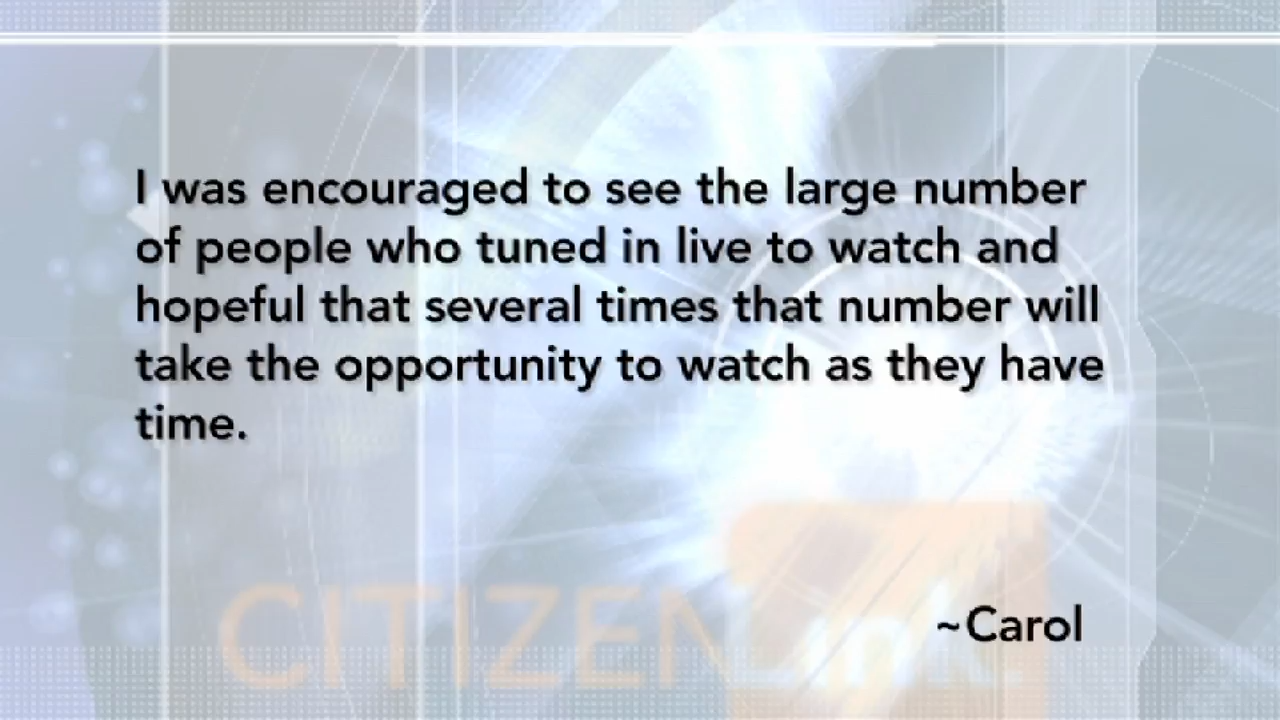 I was encouraged to see the large number
of people who tuned in live to watch and
hopeful that several times that number will
take the opportunity to watch as they have
time.
~Carol
CITIZENLink.